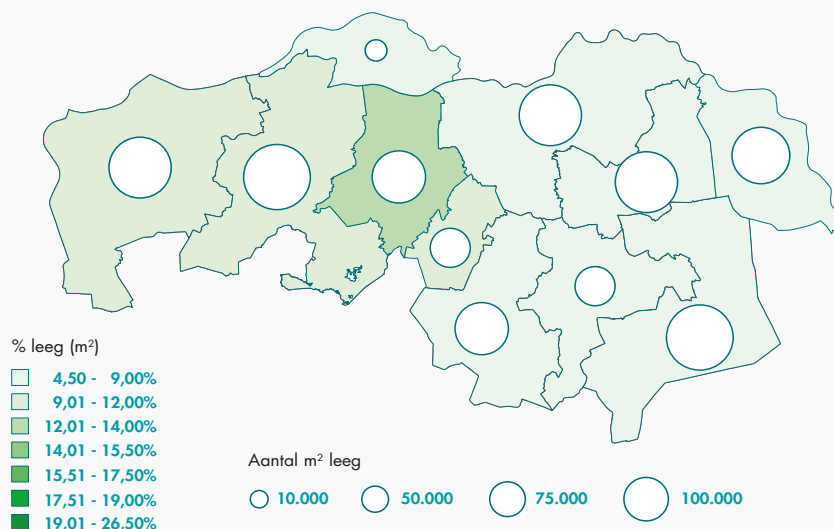 % leeg (m²)
4,50 - 9,00%
9,01 - 12,00%
12,01 - 14,00%
14,01 - 15,50%
15,51 - 17,50%
17,51 - 19,00%
19,01 - 26,50%
Aantal m² leeg
10.000 50.000 75.000 100.000